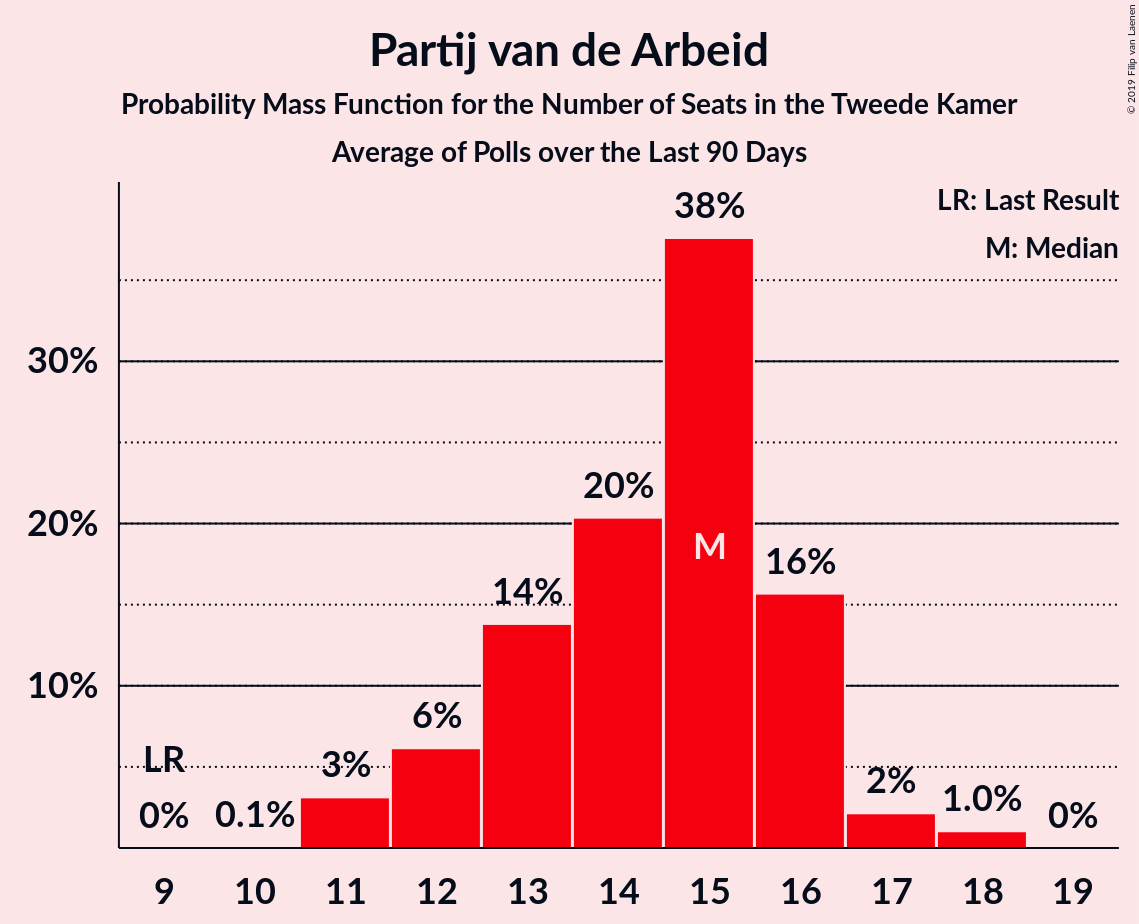 Partij van de Arbeid
Probability Mass Function for the Number of Seats in the Tweede Kamer
Average of Polls over the Last 90 Days
© 2019 Filip van Laenen
LR: Last Result
M: Median
38%
30%
20%
M
16%
14%
20%
10%
6%
LR
3%
2%
0%
0.1%
1.0%
0%
9 10 11 12 13 14 15 16 17 18 19